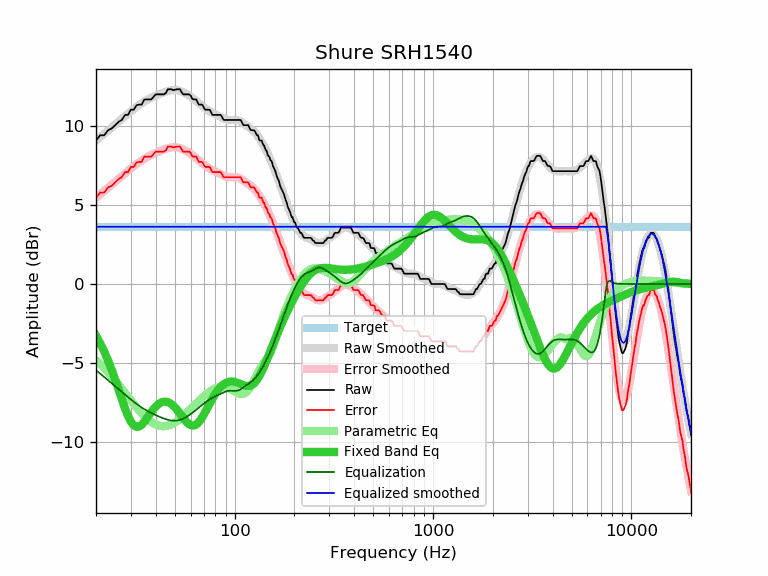 Shure SRH1540
Amplitude (dBr)
10
5
0
−5
−10
Target
Raw Smoothed
Error Smoothed
Raw
Error
Parametric Eq
Fixed Band Eq
Equalization
Equalized smoothed
100
1000
10000
Frequency (Hz)